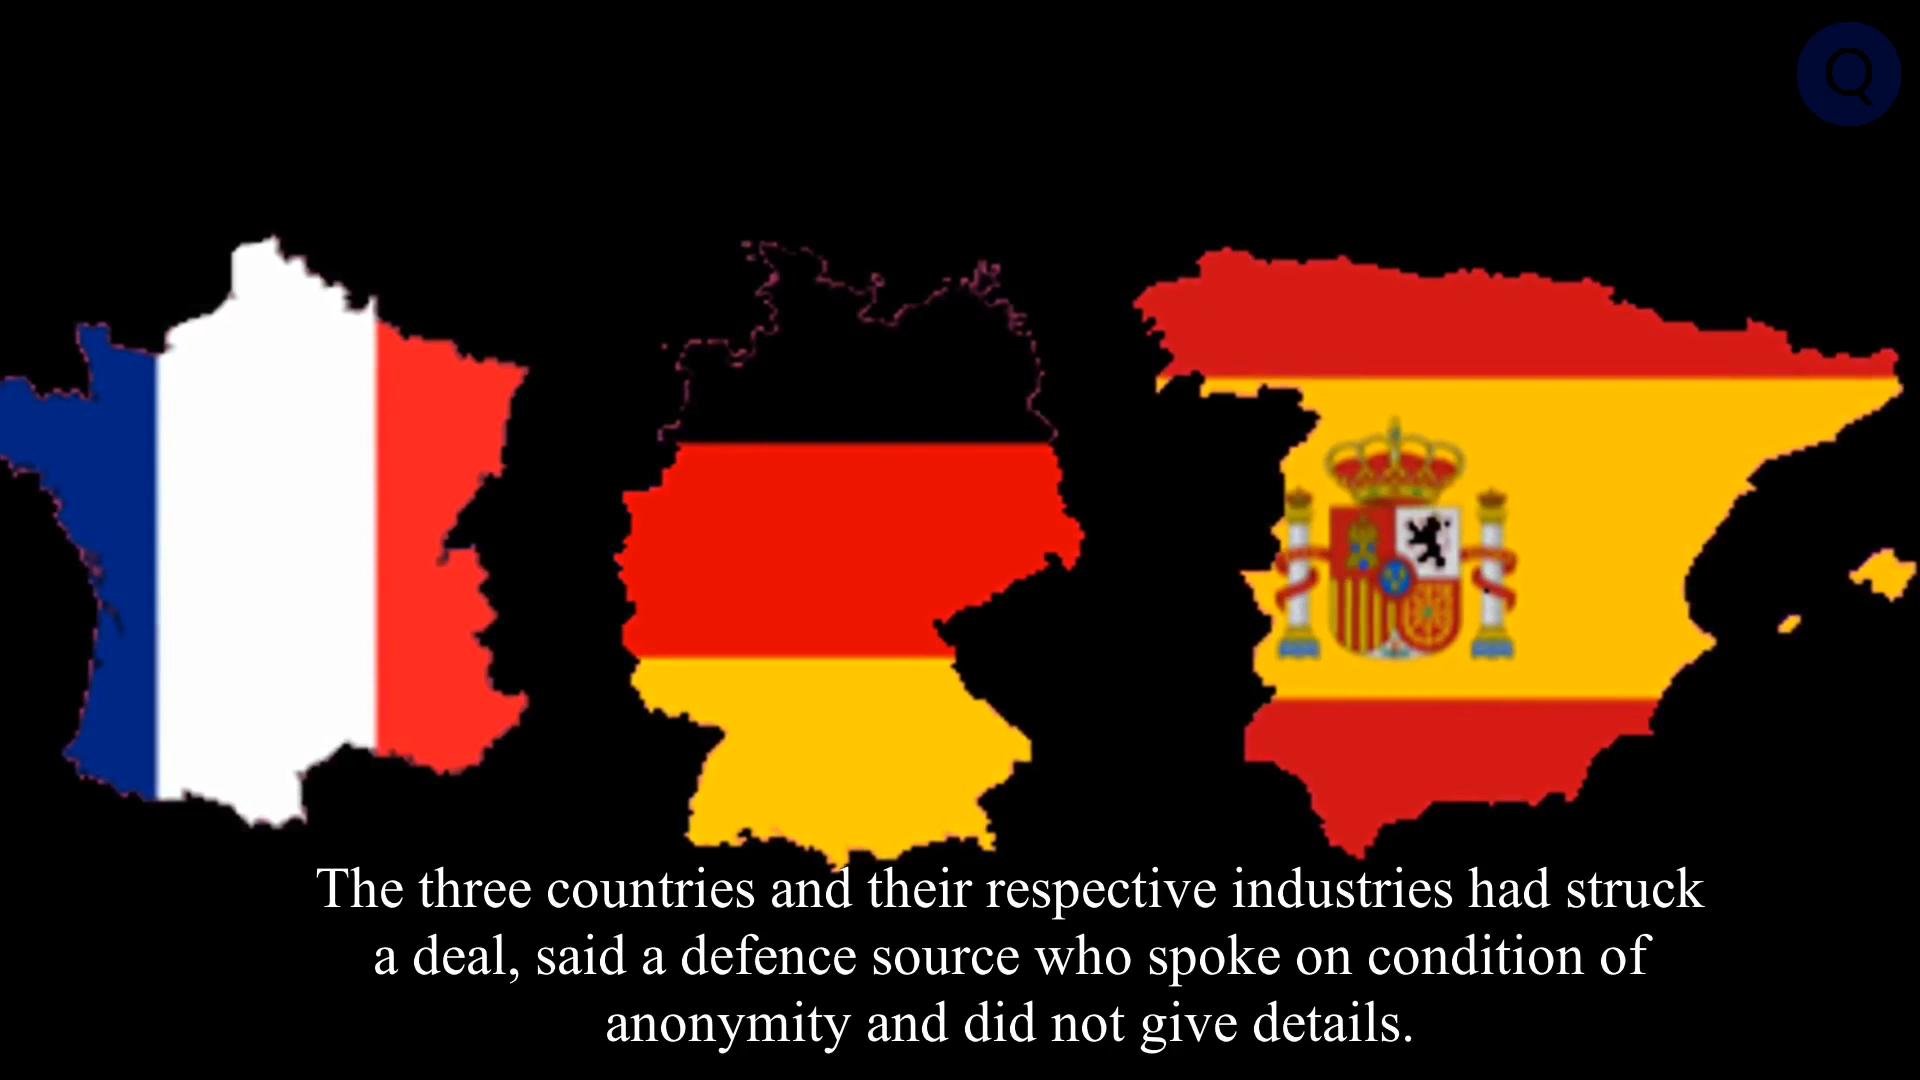 Q
The three countries and their respective industries had struck
a deal, said a defence source who spoke on condition of
anonymity and did not give details.